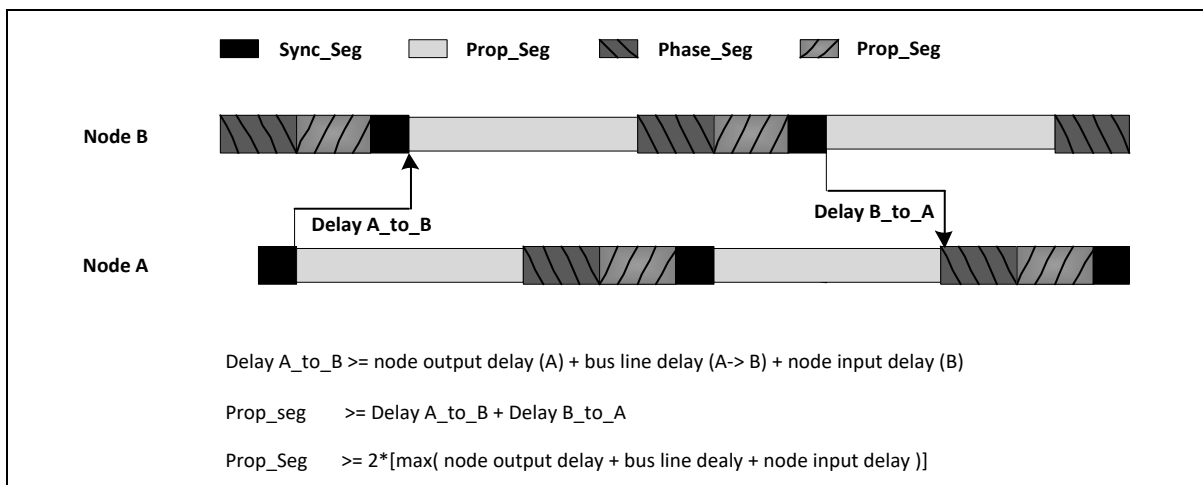 Sync_Seg Prop_Seg Phase_Seg Prop_Seg
Node B
Delay A_to_B
Delay B_to_A
Node A
Delay A_to_B >= node output delay (A) + bus line delay (A-> B) + node input delay (B)
Prop_seg >= Delay A_to_B + Delay B_to_A
Prop_Seg >= 2*[max( node output delay + bus line dealy + node input delay )]